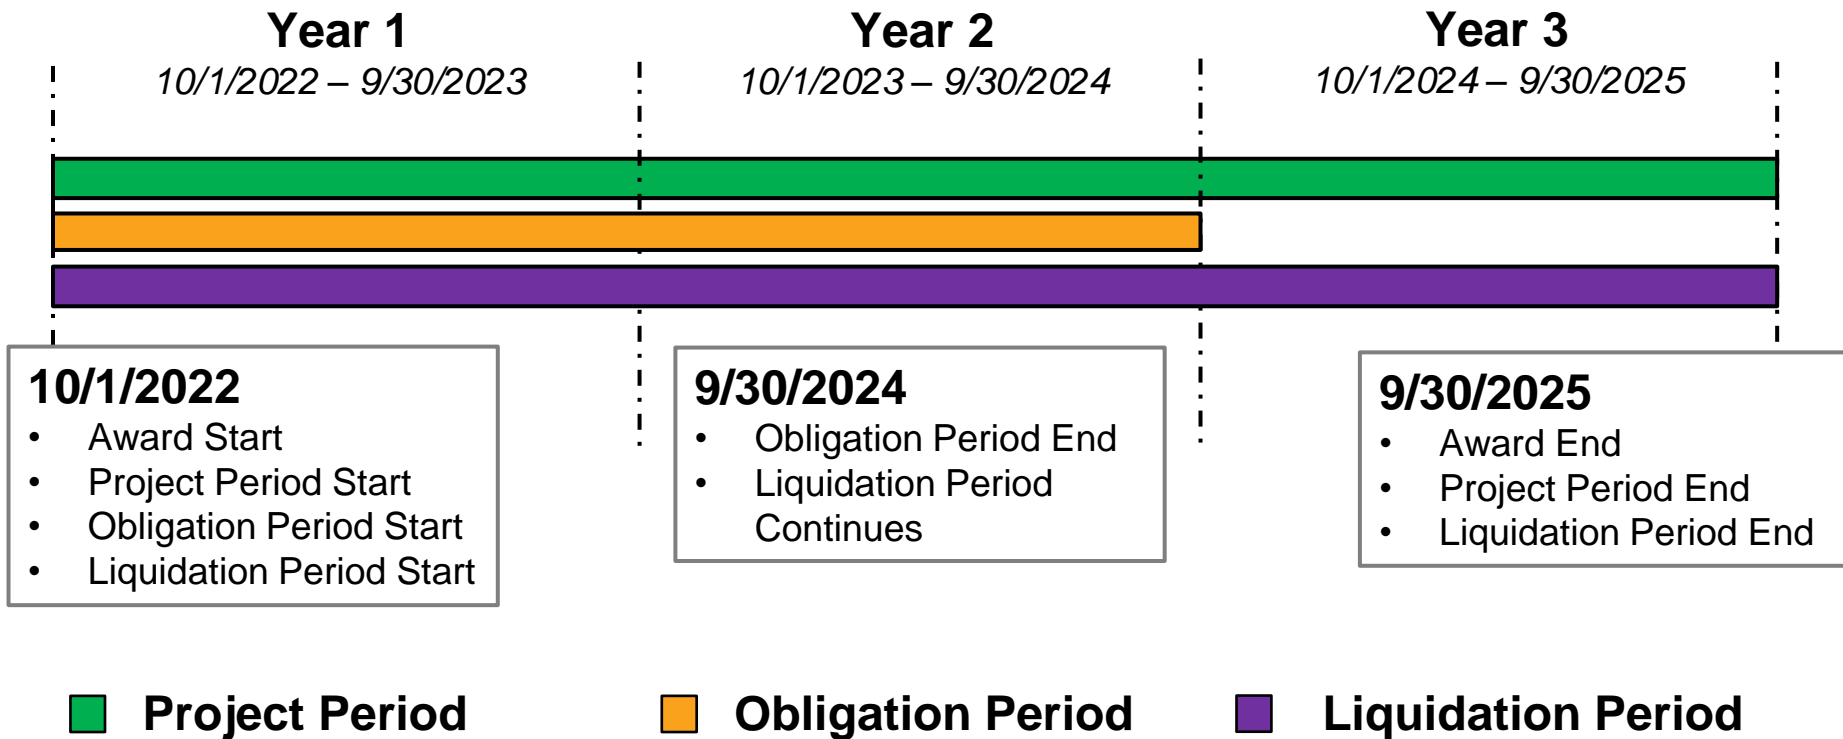 Year 1
10/1/2022 – 9/30/2023
Year 2
10/1/2023 – 9/30/2024
Year 3
10/1/2024 – 9/30/2025
10/1/2022
• Award Start
• Project Period Start
• Obligation Period Start
• Liquidation Period Start
9/30/2024
• Obligation Period End
• Liquidation Period
Continues
9/30/2025
• Award End
• Project Period End
• Liquidation Period End
Project Period
Obligation Period
Liquidation Period